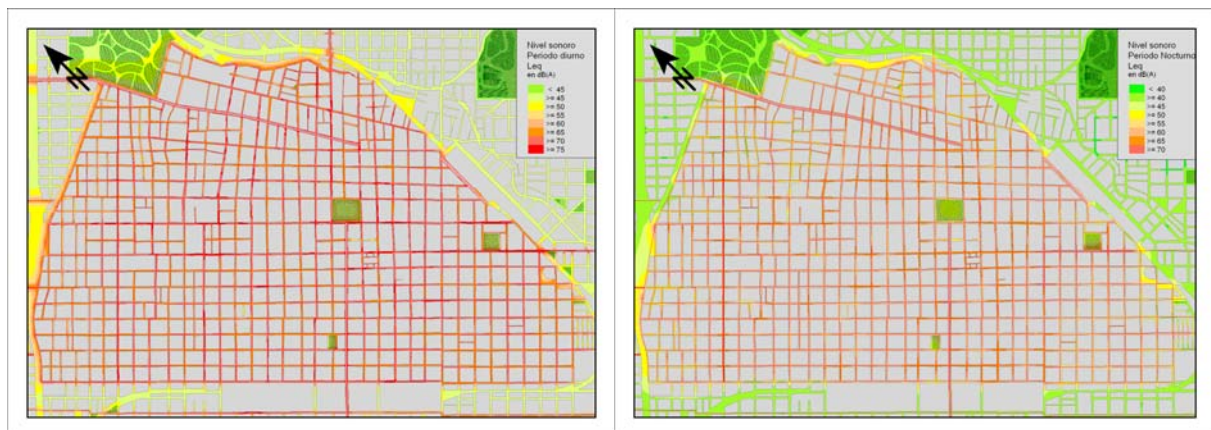 Nivel sonoro
Periodo diurno
Leq
en dB(A)
< 45
>= 45
>= 50
>= 55
>= 60
>= 65
>= 70
>= 75
Nivel sonoro
Periodo Nocturno
Leq
en dB(A)
< 40
>= 40
>= 45
>= 50
>= 55
>= 60
>= 65
>= 70